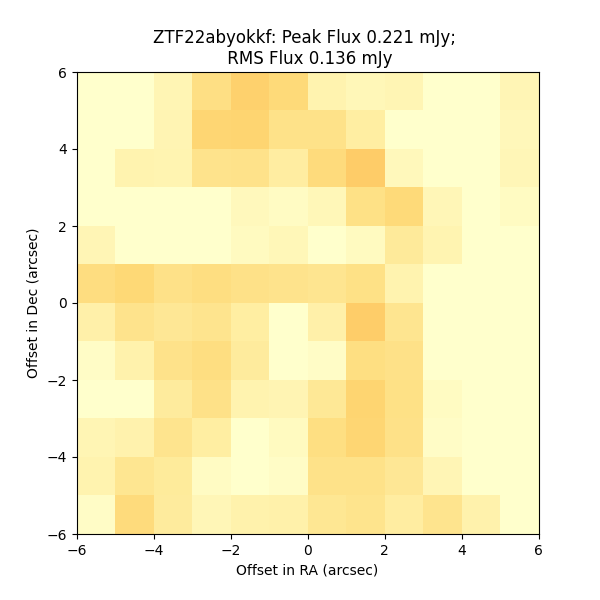 ZTF22abyokkf: Peak Flux 0.221 mJy;
RMS Flux 0.136 mJy
6
4
2
0
−2
−4
−6
Offset in Dec (arcsec)
−6 −4 −2 0 2 4 6
Offset in RA (arcsec)